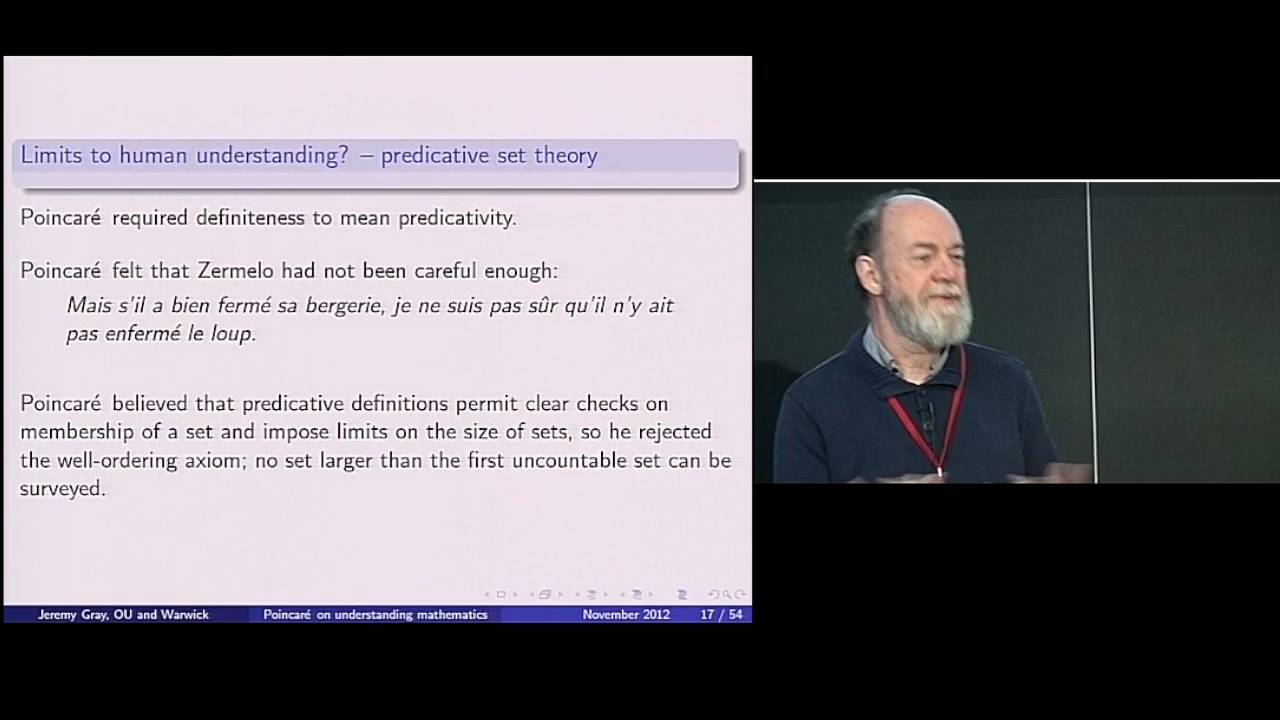 Limits to human understanding? – predicative set theory
Poincaré required definiteness to mean predicativity.
Poincaré felt that Zermelo had not been careful enough:
Mais s'il a bien fermé sa bergerie, je ne suis pas sûr qu'il n'y ait
pas enfermé le loup.
Poincaré believed that predicative definitions permit clear checks on
membership of a set and impose limits on the size of sets, so he rejected
the well-ordering axiom; no set larger than the first uncountable set can be
surveyed.
Jeremy Gray, OU and Warwick Poincaré on understanding mathematics November 2012 17 / 54